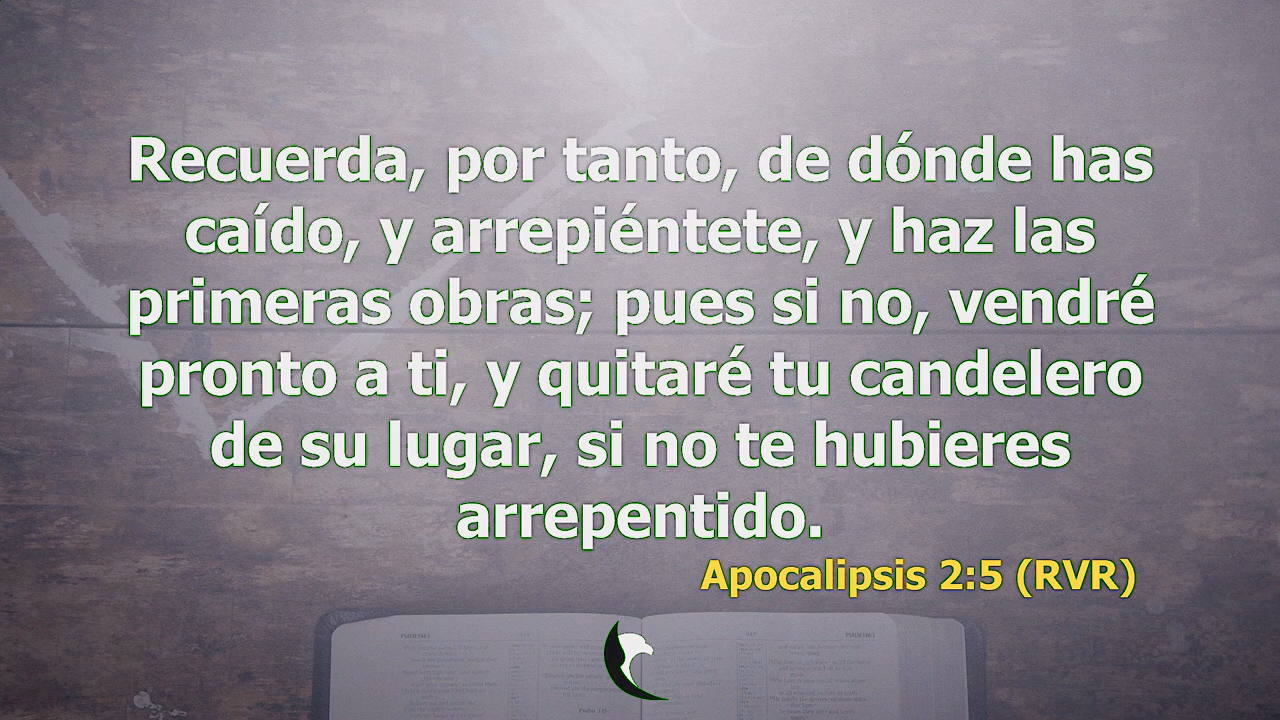 Recuerda, por tanto, de dónde has
caído, y arrepiéntete, y haz las
primeras obras; pues si no, vendré
pronto a ti, y quitaré tu candelero
de su lugar, si no te hubieres
arrepentido.
Apocalipsis 2:5 (RVR)